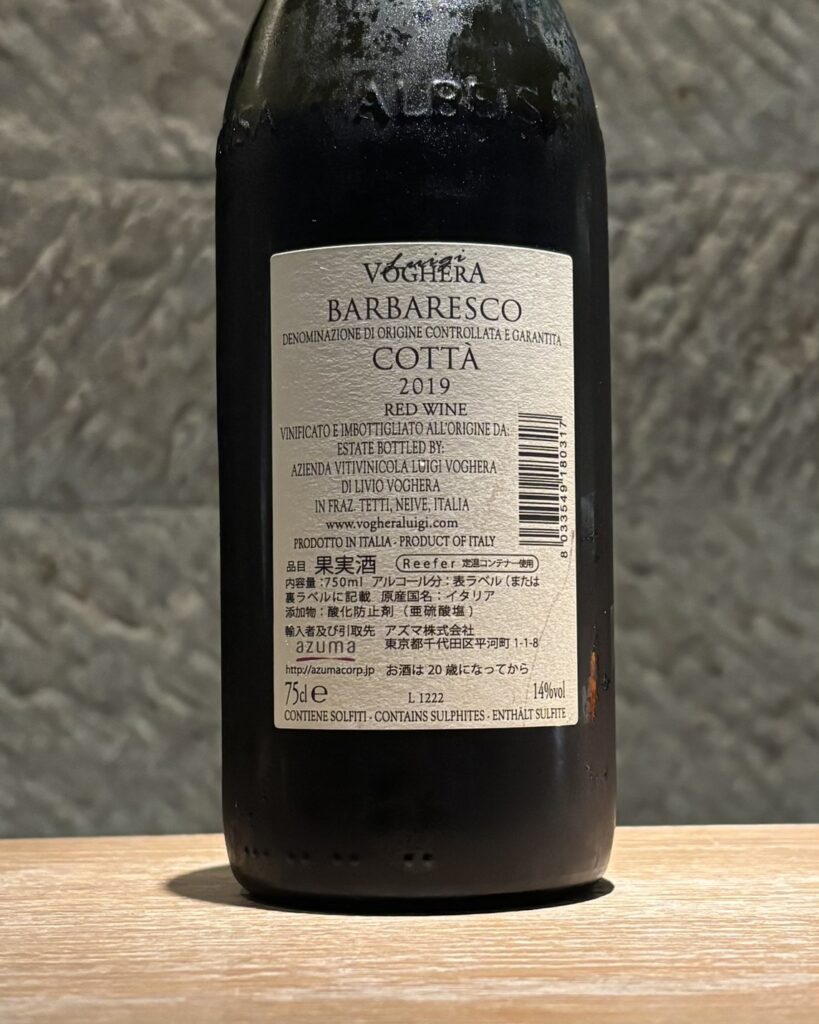 ALBEISA
Luigi
VOGHERA
BARBARESCO
DENOMINAZIONE DI ORIGINE CONTROLLATA E GARANTITA
COTTÀ
2019
RED WINE
VINIFICATO E IMBOTTIGLIATO ALL'ORIGINE DA:
ESTATE BOTTLED BY:
AZIENDA VITIVINICOLA LUIGI VOGHERA
DI LIVIO VOGHERA
IN FRAZ. TETTI, NEIVE, ITALIA
www.vogheraluigi.com
PRODOTTO IN ITALIA - PRODUCT OF ITALY
8 033549 180317
品目 果実酒 Reefer 定温コンテナー使用
内容量:750ml アルコール分:表ラベル(または
裏ラベルに記載 原産国名:イタリア
添加物:酸化防止剤(亜硫酸塩)
輸入者及び引取先 アズマ株式会社
azuma 東京都千代田区平河町 1-1-8
http://azumacorp.jp お酒は20歳になってから
75cl e L 1222 14%vol
CONTIENE SOLFITI - CONTAINS SULPHITES - ENTHÄLT SULFITE